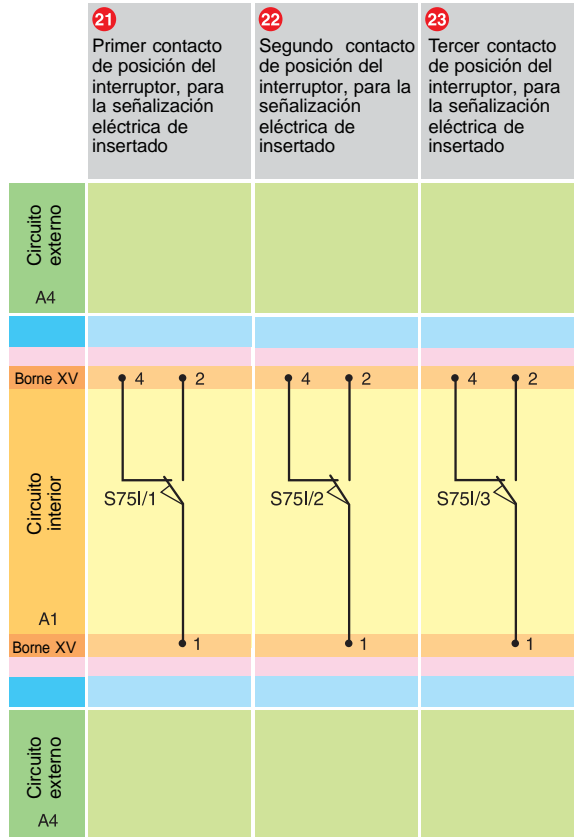 21
Primer contacto
de posición del
interruptor, para
la señalización
eléctrica de
insertado
22
Segundo contacto
de posición del
interruptor, para la
señalización
eléctrica de
insertado
23
Tercer contacto
de posición del
interruptor, para
la señalización
eléctrica de
insertado
Circuito
externo
A4
Borne XV
4 2
4 2
4 2
Circuito
interior
S75I/1
S75I/2
S75I/3
A1
Borne XV
1
1
1
Circuito
externo
A4